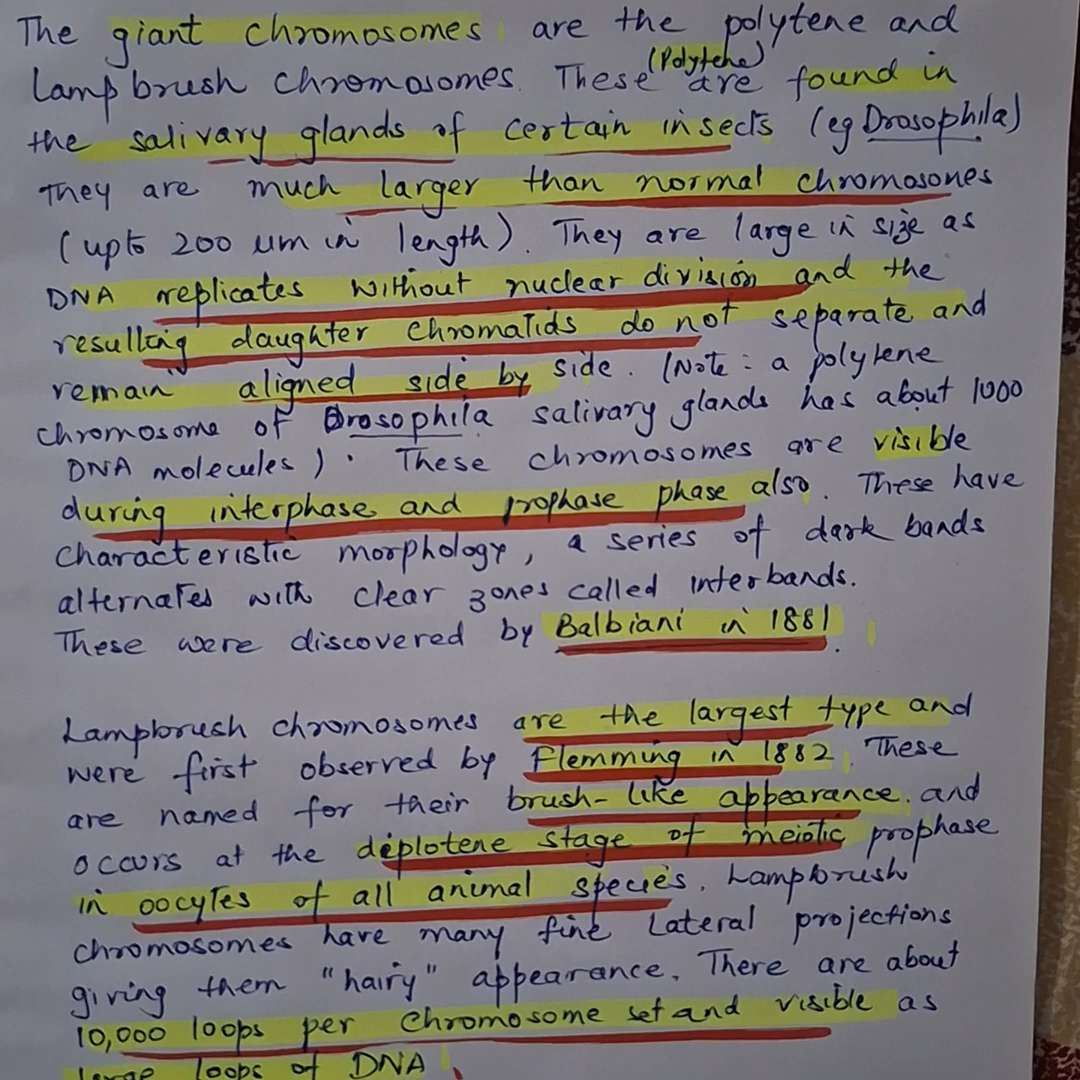 The giant chromosomes are the polytene and
Lampbrush chromosomes. These (Polytene) are found in
the salivary glands of certain insects (eg Drosophila)
They are much larger than normal chromosones
(upto 200 um in length). They are large in size as
DNA replicates without nuclear division and the
resulting daughter chromatids do not separate and
remain aligned side by side. (Note: a polytene
chromosome of Drosophila salivary glands has about 1000
DNA molecules). These chromosomes are visible
during interphase and prophase phase also. These have
characteristic morphology, a series of dark bands
alternates with clear zones called interbands.
These were discovered by Balbiani in 1881.
Lampbrush chromosomes are the largest type and
were first observed by Flemming in 1882. These
are named for their brush-like appearance. and
occurs at the deplotene stage of meiotic prophase
in oocytes of all animal species. Lampbrush
chromosomes have many fine Lateral projections
giving them "hairy" appearance. There are about
10,000 loops per chromosome set and visible as
large loops of DNA